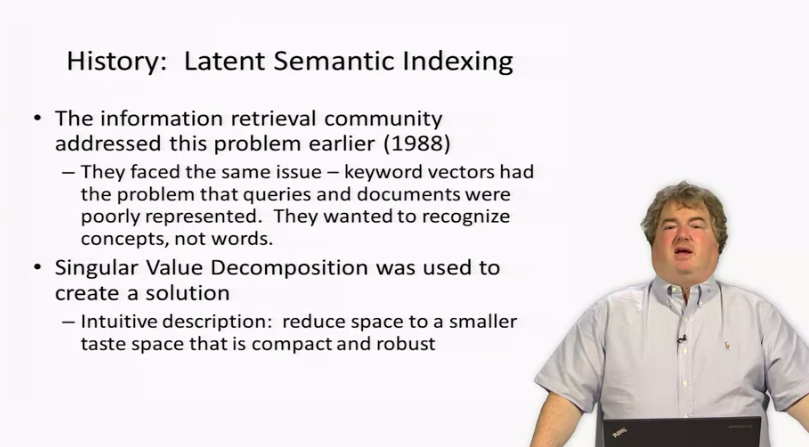 History: Latent Semantic Indexing
• The information retrieval community
addressed this problem earlier (1988)
– They faced the same issue – keyword vectors had
the problem that queries and documents were
poorly represented. They wanted to recognize
concepts, not words.
• Singular Value Decomposition was used to
create a solution
– Intuitive description: reduce space to a smaller
taste space that is compact and robust